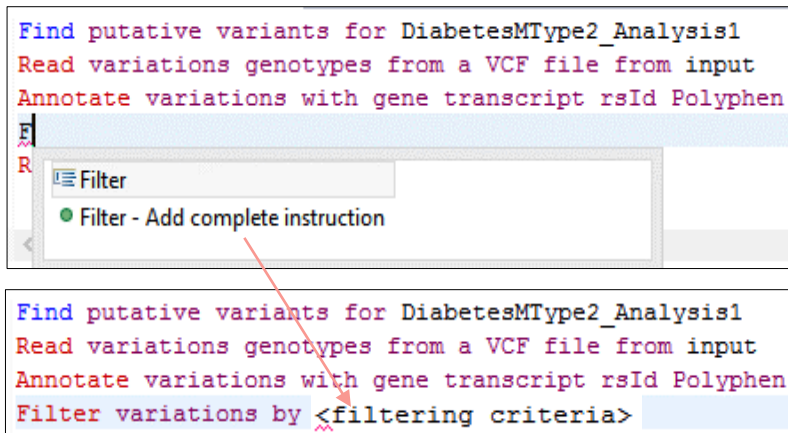 Find putative variants for DiabetesMType2_Analysis1
Read variations genotypes from a VCF file from input
Annotate variations with gene transcript rsId Polyphen
F
R
Filter
Filter - Add complete instruction
Find putative variants for DiabetesMType2_Analysis1
Read variations genotypes from a VCF file from input
Annotate variations with gene transcript rsId Polyphen
Filter variations by <filtering criteria>